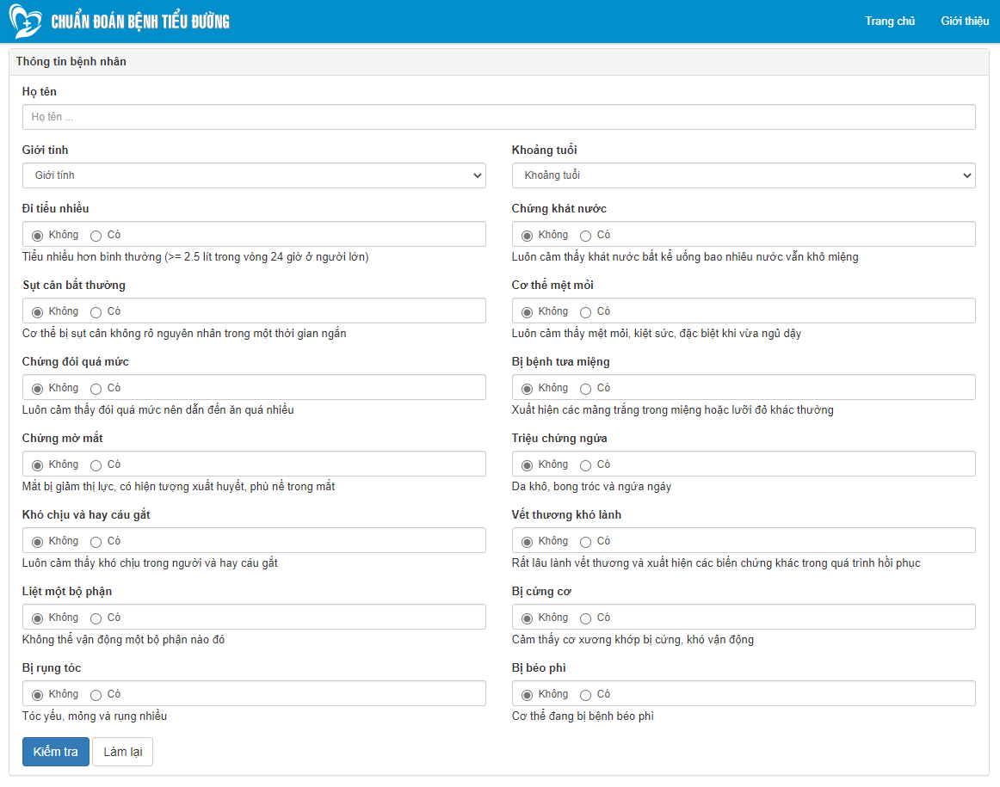 CHUẨN ĐOÁN BỆNH TIỂU ĐƯỜNG
Trang chủ Giới thiệu
Thông tin bệnh nhân
Họ tên
Họ tên ...
Giới tính Khoảng tuổi
Giới tính Khoảng tuổi
Đi tiểu nhiều Chứng khát nước
Không Có Không Có
Tiểu nhiều hơn bình thường (>= 2.5 lít trong vòng 24 giờ ở người lớn) Luôn cảm thấy khát nước bất kể uống bao nhiêu nước vẫn khô miệng
Sụt cân bất thường Cơ thể mệt mỏi
Không Có Không Có
Cơ thể bị sụt cân không rõ nguyên nhân trong một thời gian ngắn Luôn cảm thấy mệt mỏi, kiệt sức, đặc biệt khi vừa ngủ dậy
Chứng đói quá mức Bị bệnh tưa miệng
Không Có Không Có
Luôn cảm thấy đói quá mức nên dẫn đến ăn quá nhiều Xuất hiện các mảng trắng trong miệng hoặc lưỡi đỏ khác thường
Chứng mờ mắt Triệu chứng ngứa
Không Có Không Có
Mắt bị giảm thị lực, có hiện tượng xuất huyết, phù nề trong mắt Da khô, bong tróc và ngứa ngáy
Khó chịu và hay cáu gắt Vết thương khó lành
Không Có Không Có
Luôn cảm thấy khó chịu trong người và hay cáu gắt Rất lâu lành vết thương và xuất hiện các biến chứng khác trong quá trình hồi phục
Liệt một bộ phận Bị cứng cơ
Không Có Không Có
Không thể vận động một bộ phận nào đó Cảm thấy cơ xương khớp bị cứng, khó vận động
Bị rụng tóc Bị béo phì
Không Có Không Có
Tóc yếu, mỏng và rụng nhiều Cơ thể đang bị bệnh béo phì
Kiểm tra Làm lại